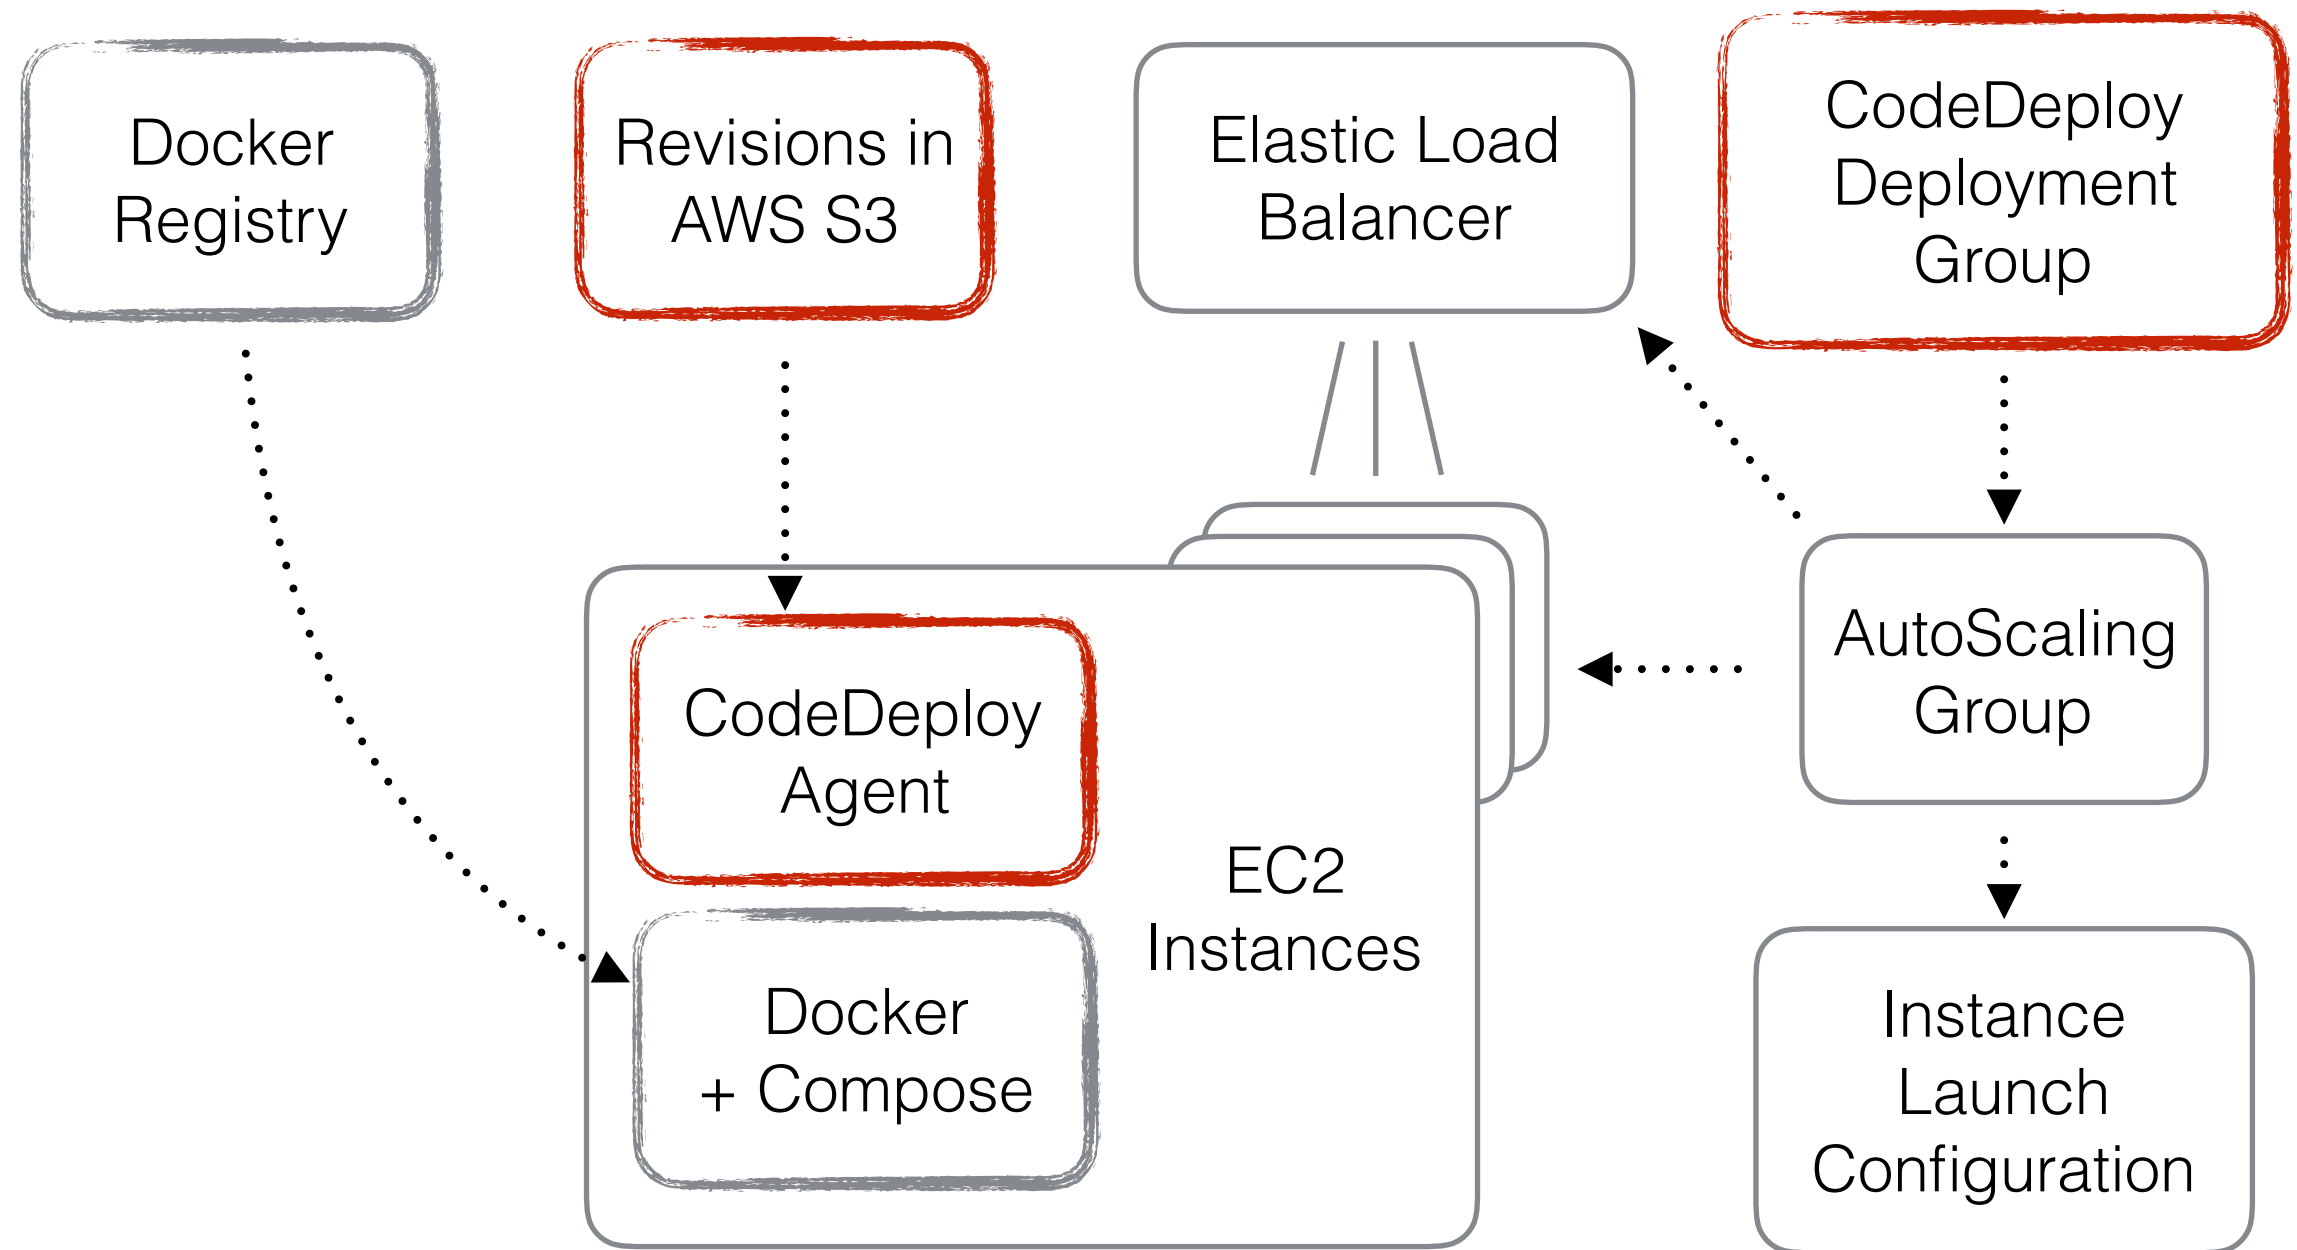 Docker
Registry
Revisions in
AWS S3
Elastic Load
Balancer
CodeDeploy
Deployment
Group
CodeDeploy
Agent
Docker
+ Compose
EC2
Instances
AutoScaling
Group
Instance
Launch
Configuration